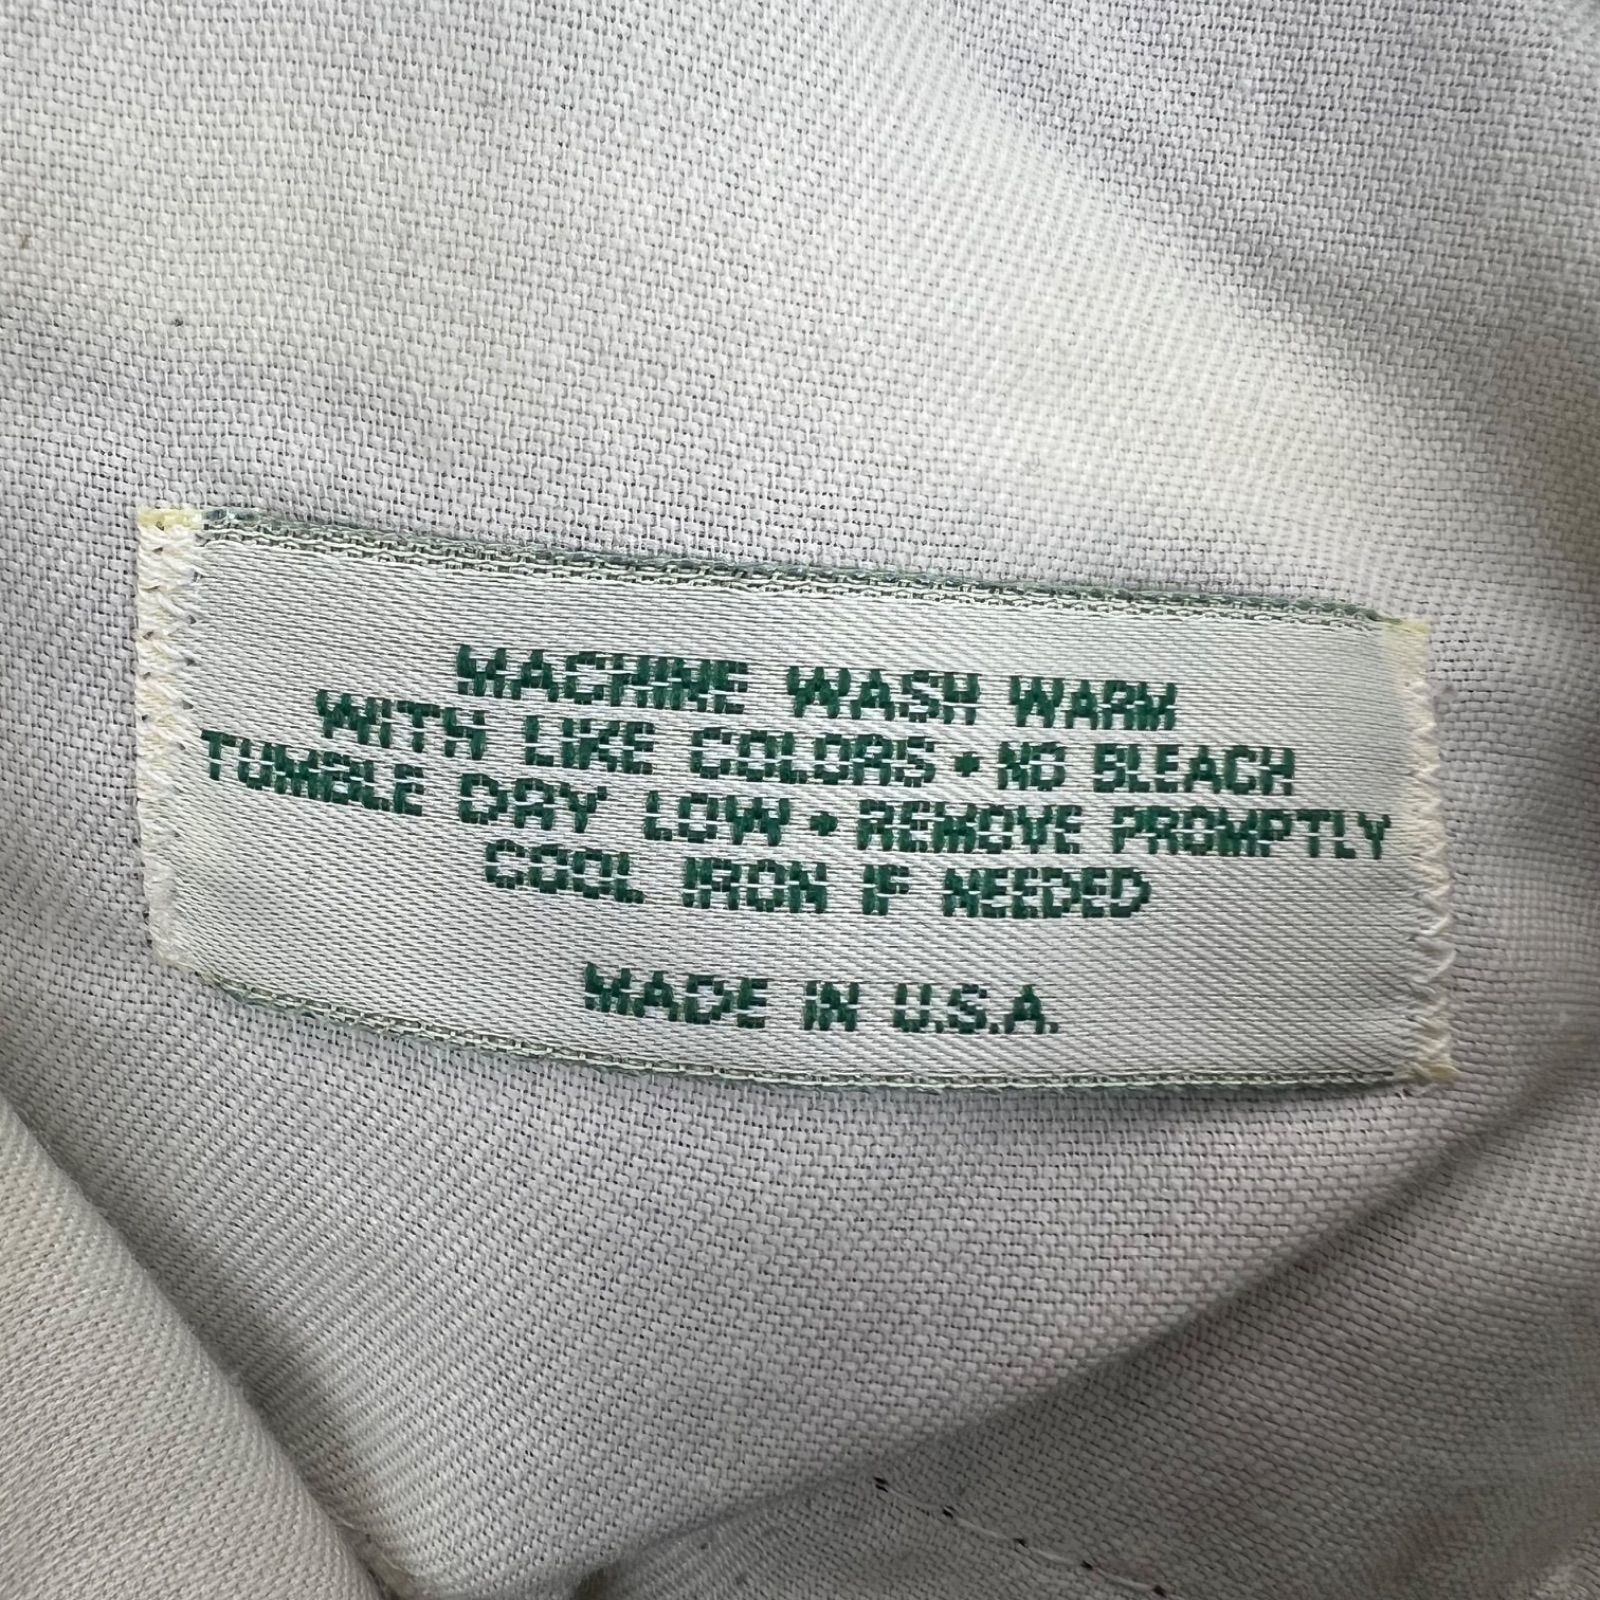 MACHINE WASH WARM
WITH LIKE COLORS • NO BLEACH
TUMBLE DRY LOW • REMOVE PROMPTLY
COOL IRON IF NEEDED
MADE IN U.S.A.